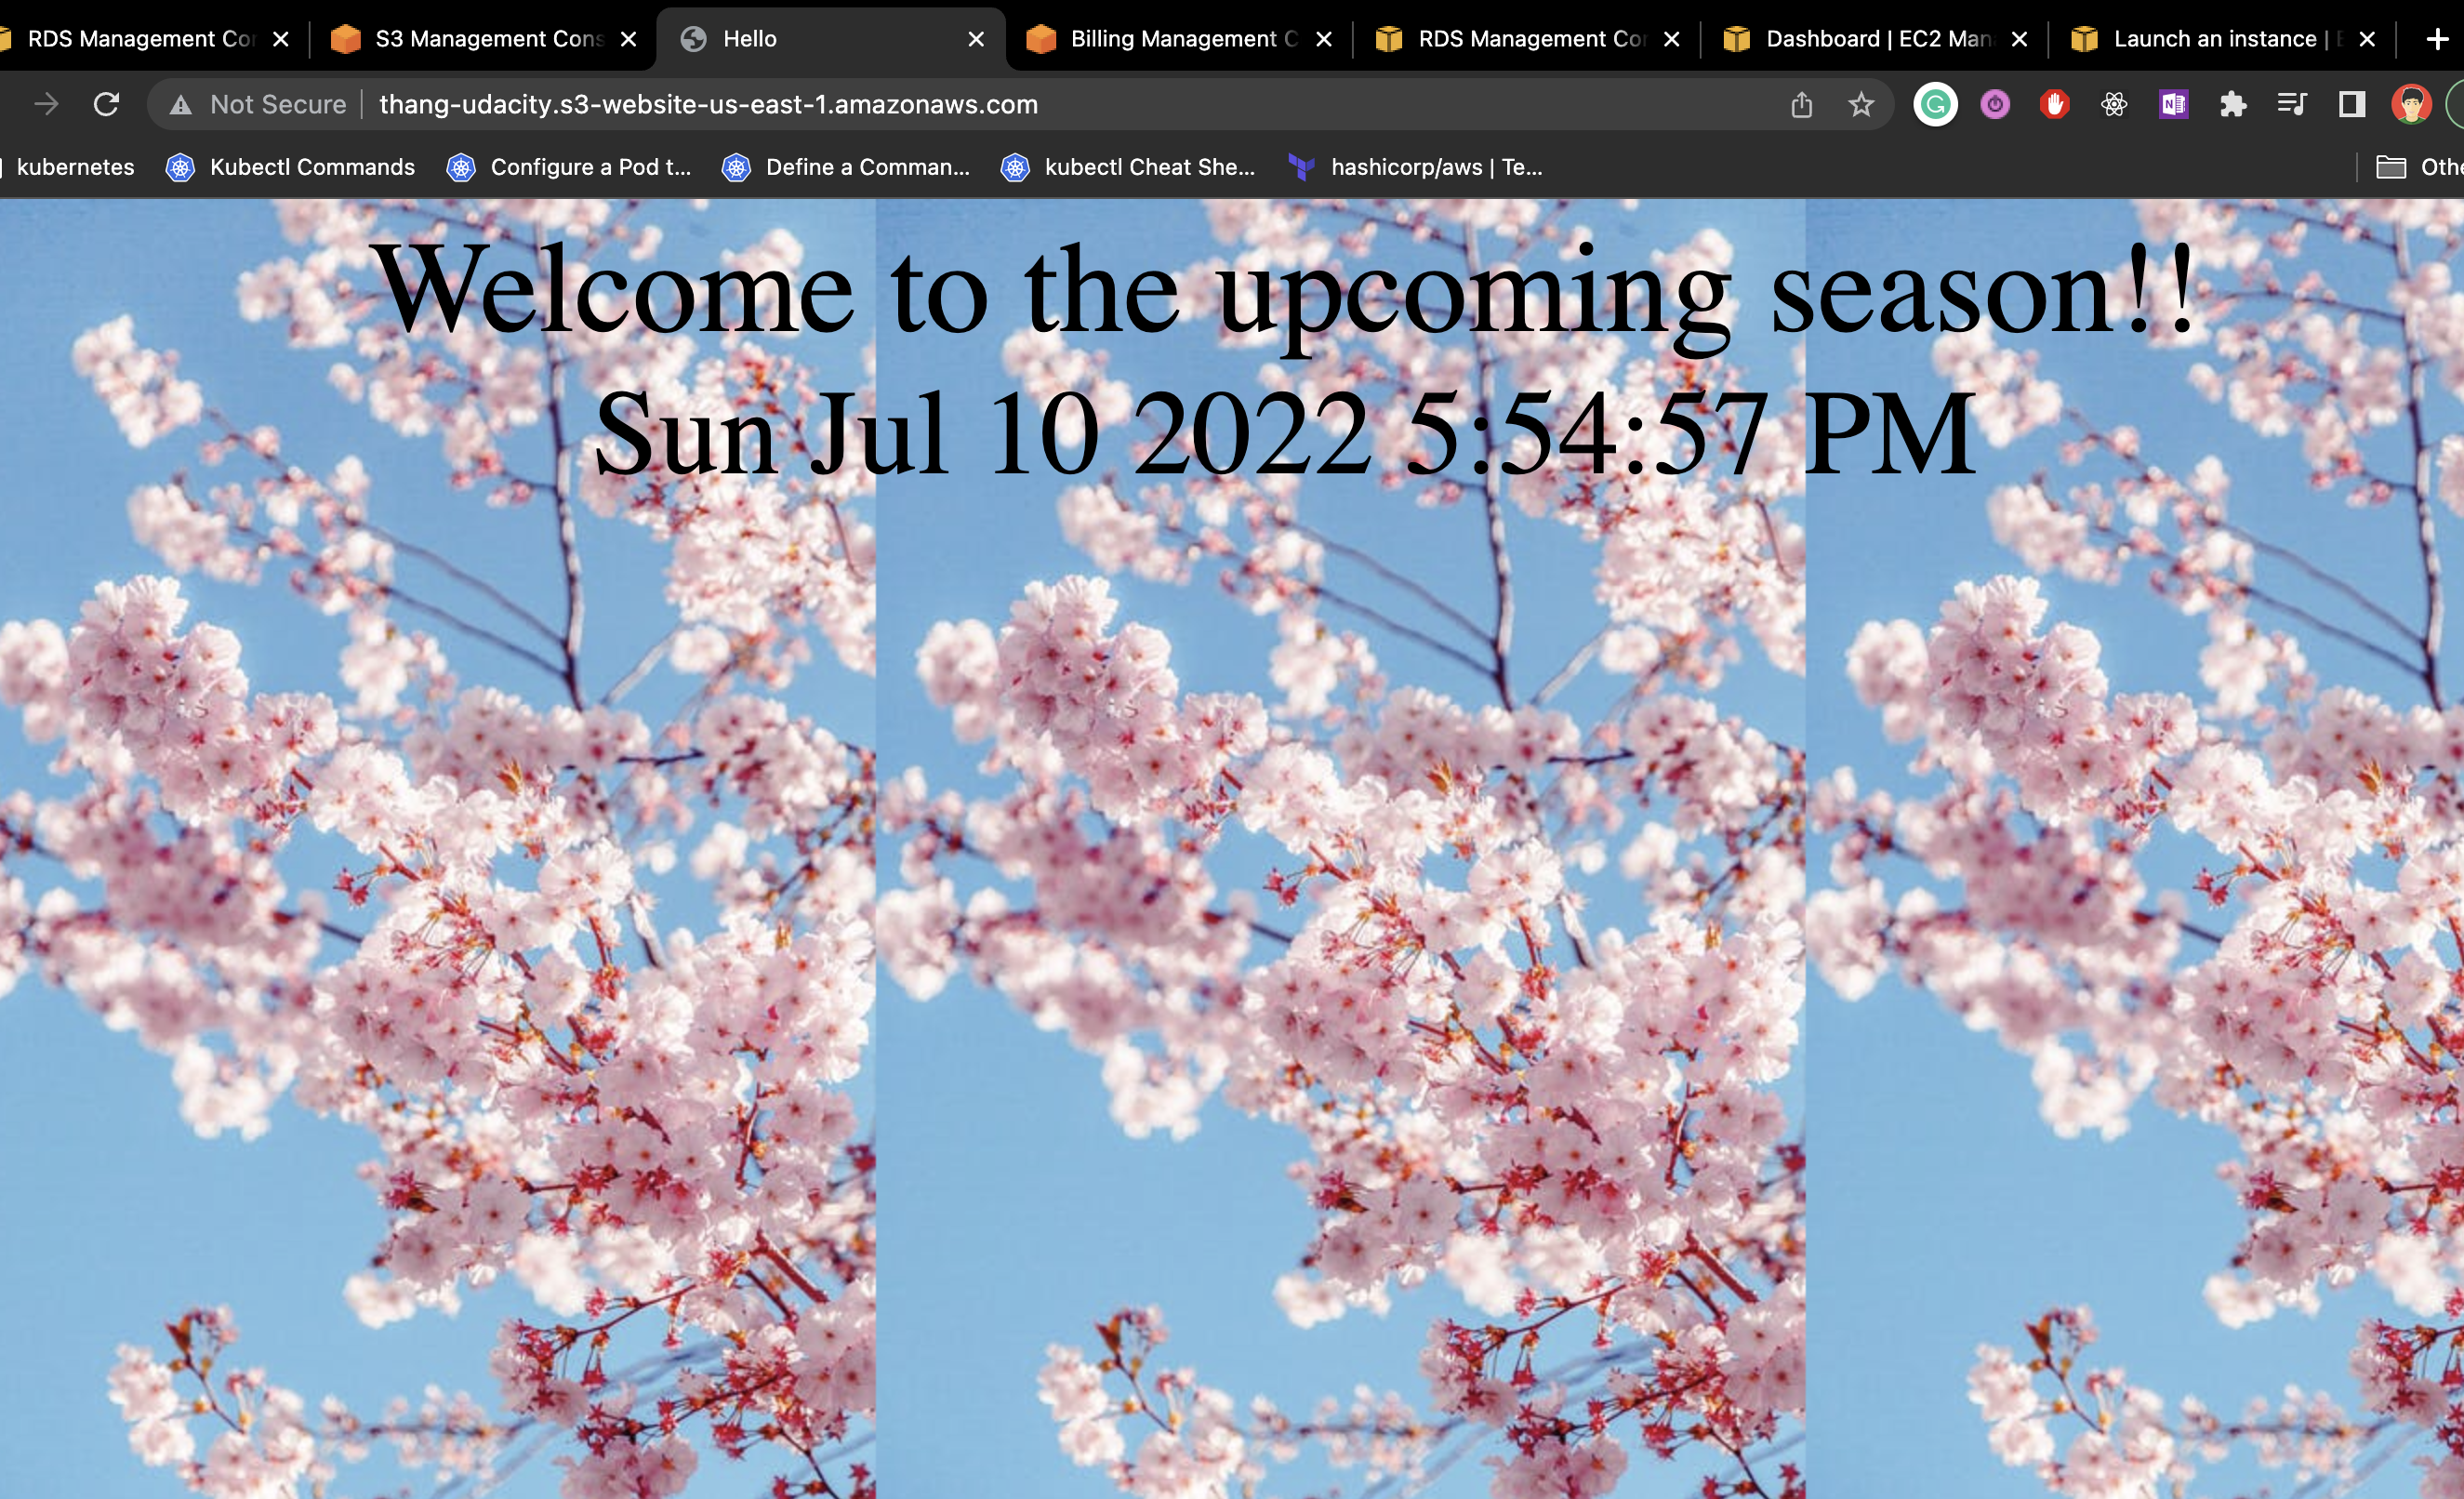 RDS Management Co
S3 Management Cons
Hello
Billing Management C
RDS Management Co
Dashboard | EC2 Man
Launch an instance |
Not Secure
thang-udacity.s3-website-us-east-1.amazonaws.com
kubernetes
Kubectl Commands
Configure a Pod t...
Define a Comman...
kubectl Cheat She...
hashicorp/aws | Te...
Othe
Welcome to the upcoming season!!
Sun Jul 10 2022 5:54:57 PM